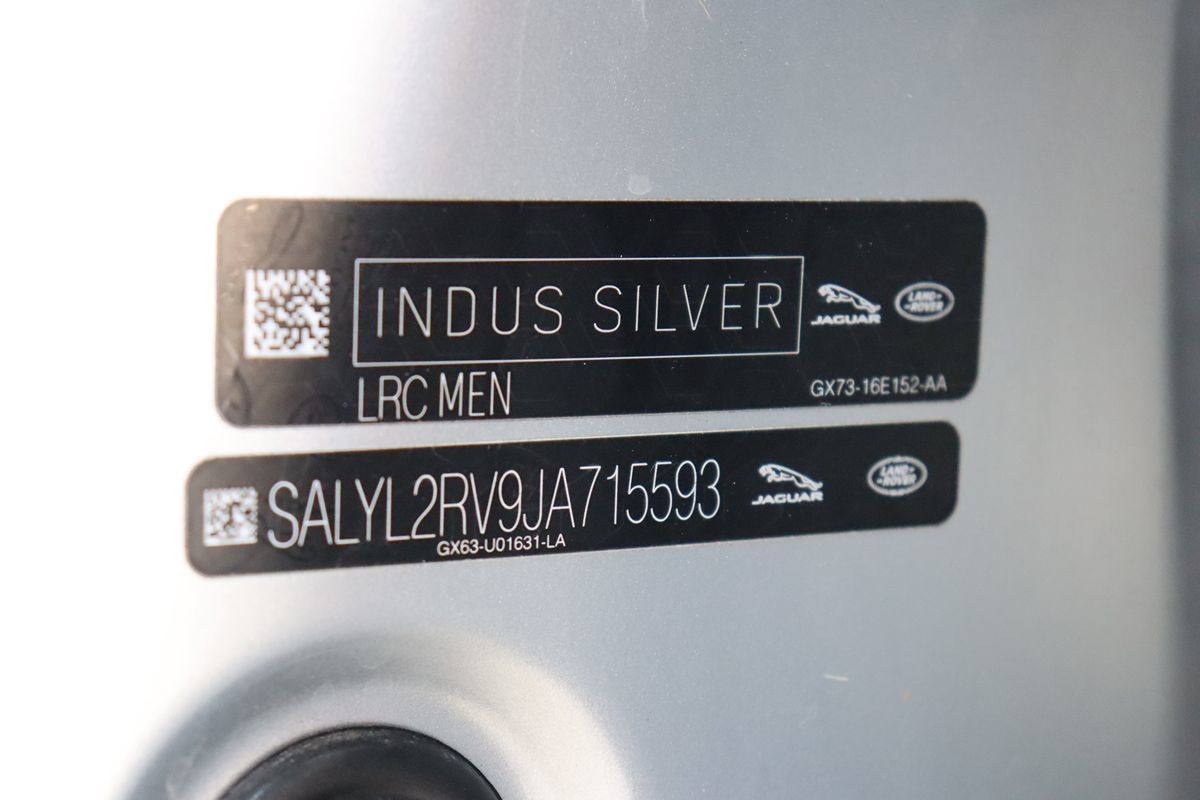 INDUS SILVER
JAGUAR
LAND-
-ROVER
LRC MEN
GX73-16E152-AA
SALYL2RV9JA715593
JAGUAR
LAND-
-ROVER
GX63-U01631-LA